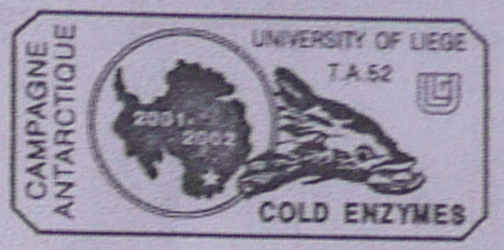 CAMPAGNE
ANTARCTIQUE
2001-
2002
UNIVERSITY OF LIEGE
T.A.52
COLD ENZYMES